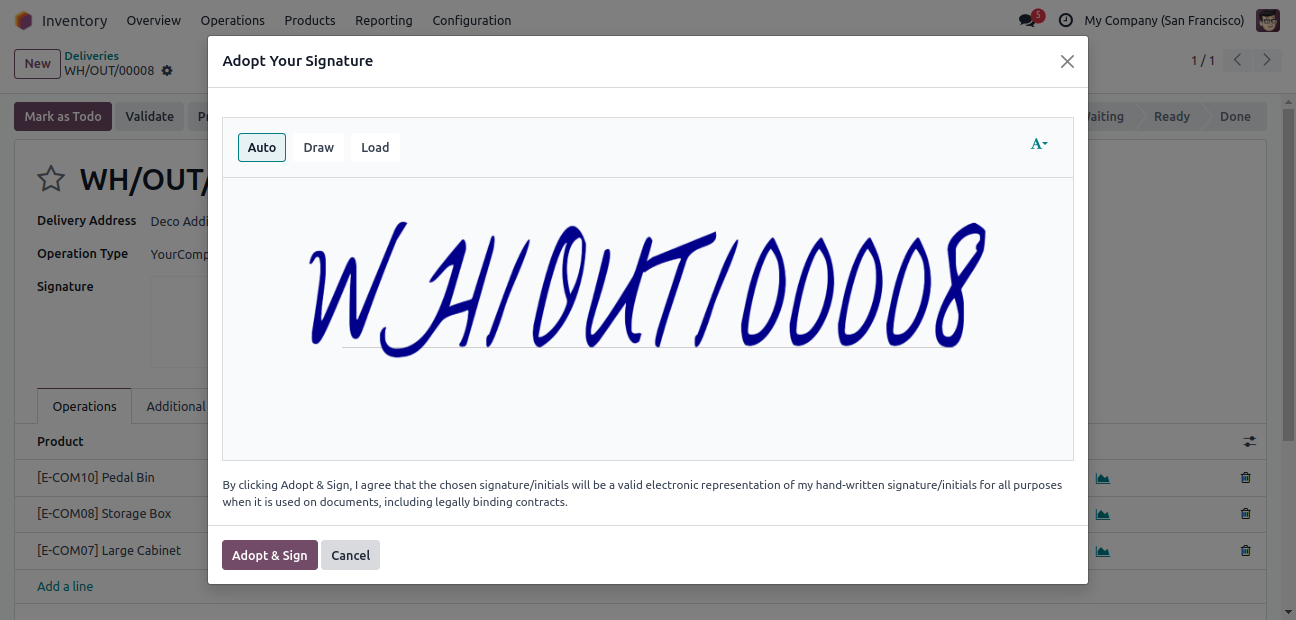 Inventory Overview Operations Products Reporting Configuration 5 My Company (San Francisco)
New Deliveries
WH/OUT/00008
1 / 1
Adopt Your Signature
Mark as Todo Validate
Ready Done
Auto Draw Load A
WH/OUT/
WH/OUT/00008
Delivery Address Deco Addi
Operation Type YourComp
Signature
Operations Additional
Product
[E-COM10] Pedal Bin
[E-COM08] Storage Box
[E-COM07] Large Cabinet
Add a line
By clicking Adopt & Sign, I agree that the chosen signature/initials will be a valid electronic representation of my hand-written signature/initials for all purposes
when it is used on documents, including legally binding contracts.
Adopt & Sign Cancel